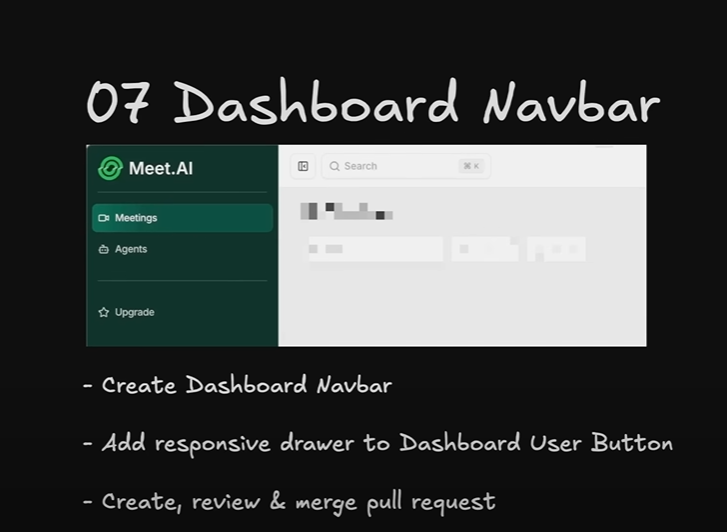 07 Dashboard Navbar
Meet.AI
Search ⌘ K
Meetings
Agents
Upgrade
- Create Dashboard Navbar
- Add responsive drawer to Dashboard User Button
- Create, review & merge pull request